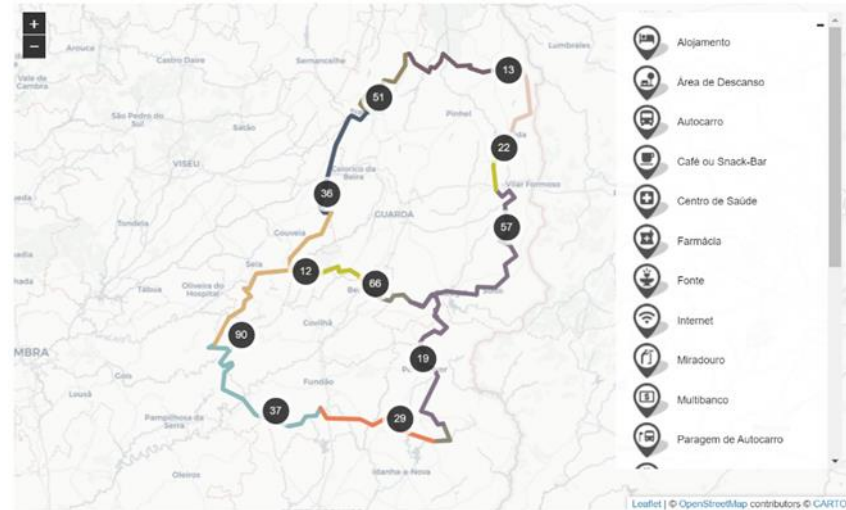 +
−
Arouca
Castro Daire
Sernancelhe
Lumbrales
Vale de
Cambra
13
51
São Pedro do
Sul
Sátão
Pinhel
22
VISEU
Celorico da
Beira
Vilar Formoso
36
GUARDA
Tondela
Gouveia
57
Seia
12
66
Oliveira do
Hospital
Tábua
Covilhã
90
MBRA
19
Góis
Fundão
Lousã
37
29
Pampilhosa da
Serra
Oleiros
Idanha-a-Nova
Alojamento
Área de Descanso
Autocarro
Café ou Snack-Bar
Centro de Saúde
Farmácia
Fonte
Internet
Miradouro
Multibanco
Paragem de Autocarro
Leaflet | © OpenStreetMap contributors © CARTO